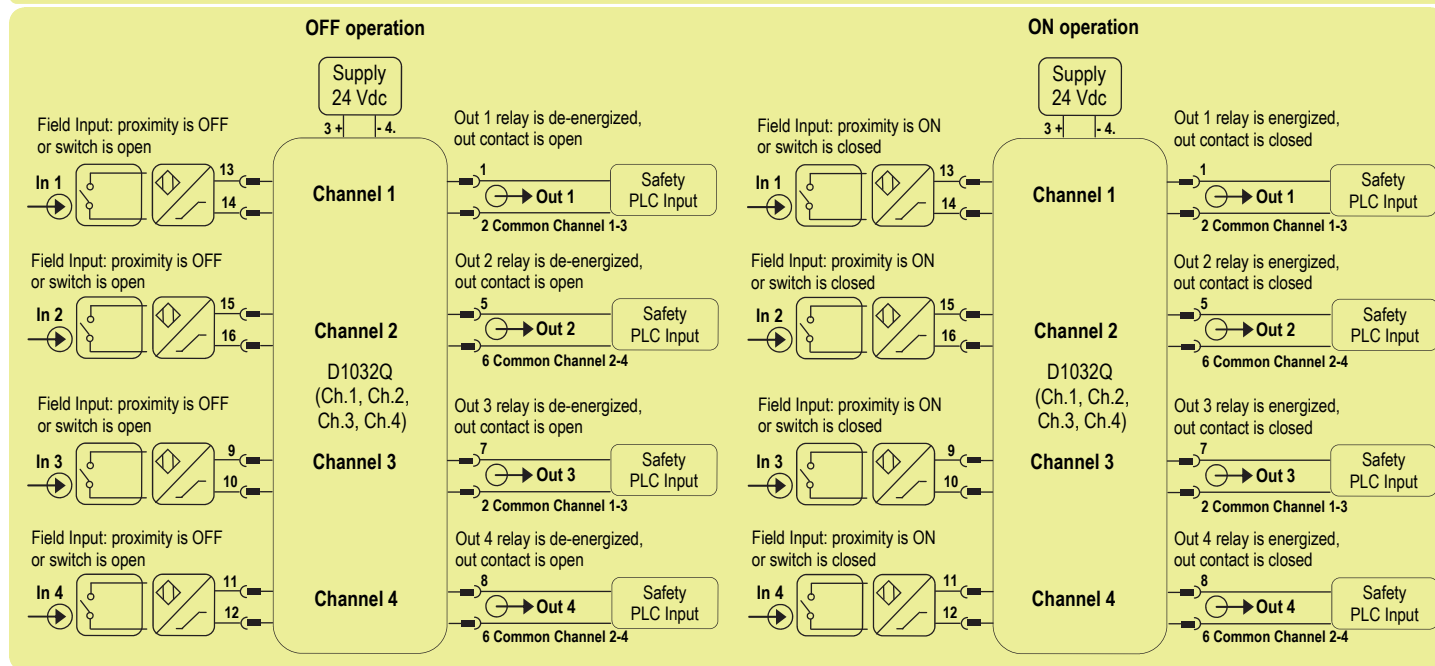 OFF operation
Supply
24 Vdc
3 +
- 4.
Field Input: proximity is OFF
or switch is open
In 1
13
14
Channel 1
Out 1 relay is de-energized,
out contact is open
1
Out 1
2 Common Channel 1-3
Safety
PLC Input
Field Input: proximity is OFF
or switch is open
In 2
15
16
Channel 2
Out 2 relay is de-energized,
out contact is open
5
Out 2
6 Common Channel 2-4
Safety
PLC Input
D1032Q
(Ch.1, Ch.2,
Ch.3, Ch.4)
Field Input: proximity is OFF
or switch is open
In 3
9
10
Channel 3
Out 3 relay is de-energized,
out contact is open
7
Out 3
2 Common Channel 1-3
Safety
PLC Input
Field Input: proximity is OFF
or switch is open
In 4
11
12
Channel 4
Out 4 relay is de-energized,
out contact is open
8
Out 4
6 Common Channel 2-4
Safety
PLC Input
ON operation
Supply
24 Vdc
3 +
- 4.
Field Input: proximity is ON
or switch is closed
In 1
13
14
Channel 1
Out 1 relay is energized,
out contact is closed
1
Out 1
2 Common Channel 1-3
Safety
PLC Input
Field Input: proximity is ON
or switch is closed
In 2
15
16
Channel 2
Out 2 relay is energized,
out contact is closed
5
Out 2
6 Common Channel 2-4
Safety
PLC Input
D1032Q
(Ch.1, Ch.2,
Ch.3, Ch.4)
Field Input: proximity is ON
or switch is closed
In 3
9
10
Channel 3
Out 3 relay is energized,
out contact is closed
7
Out 3
2 Common Channel 1-3
Safety
PLC Input
Field Input: proximity is ON
or switch is closed
In 4
11
12
Channel 4
Out 4 relay is energized,
out contact is closed
8
Out 4
6 Common Channel 2-4
Safety
PLC Input